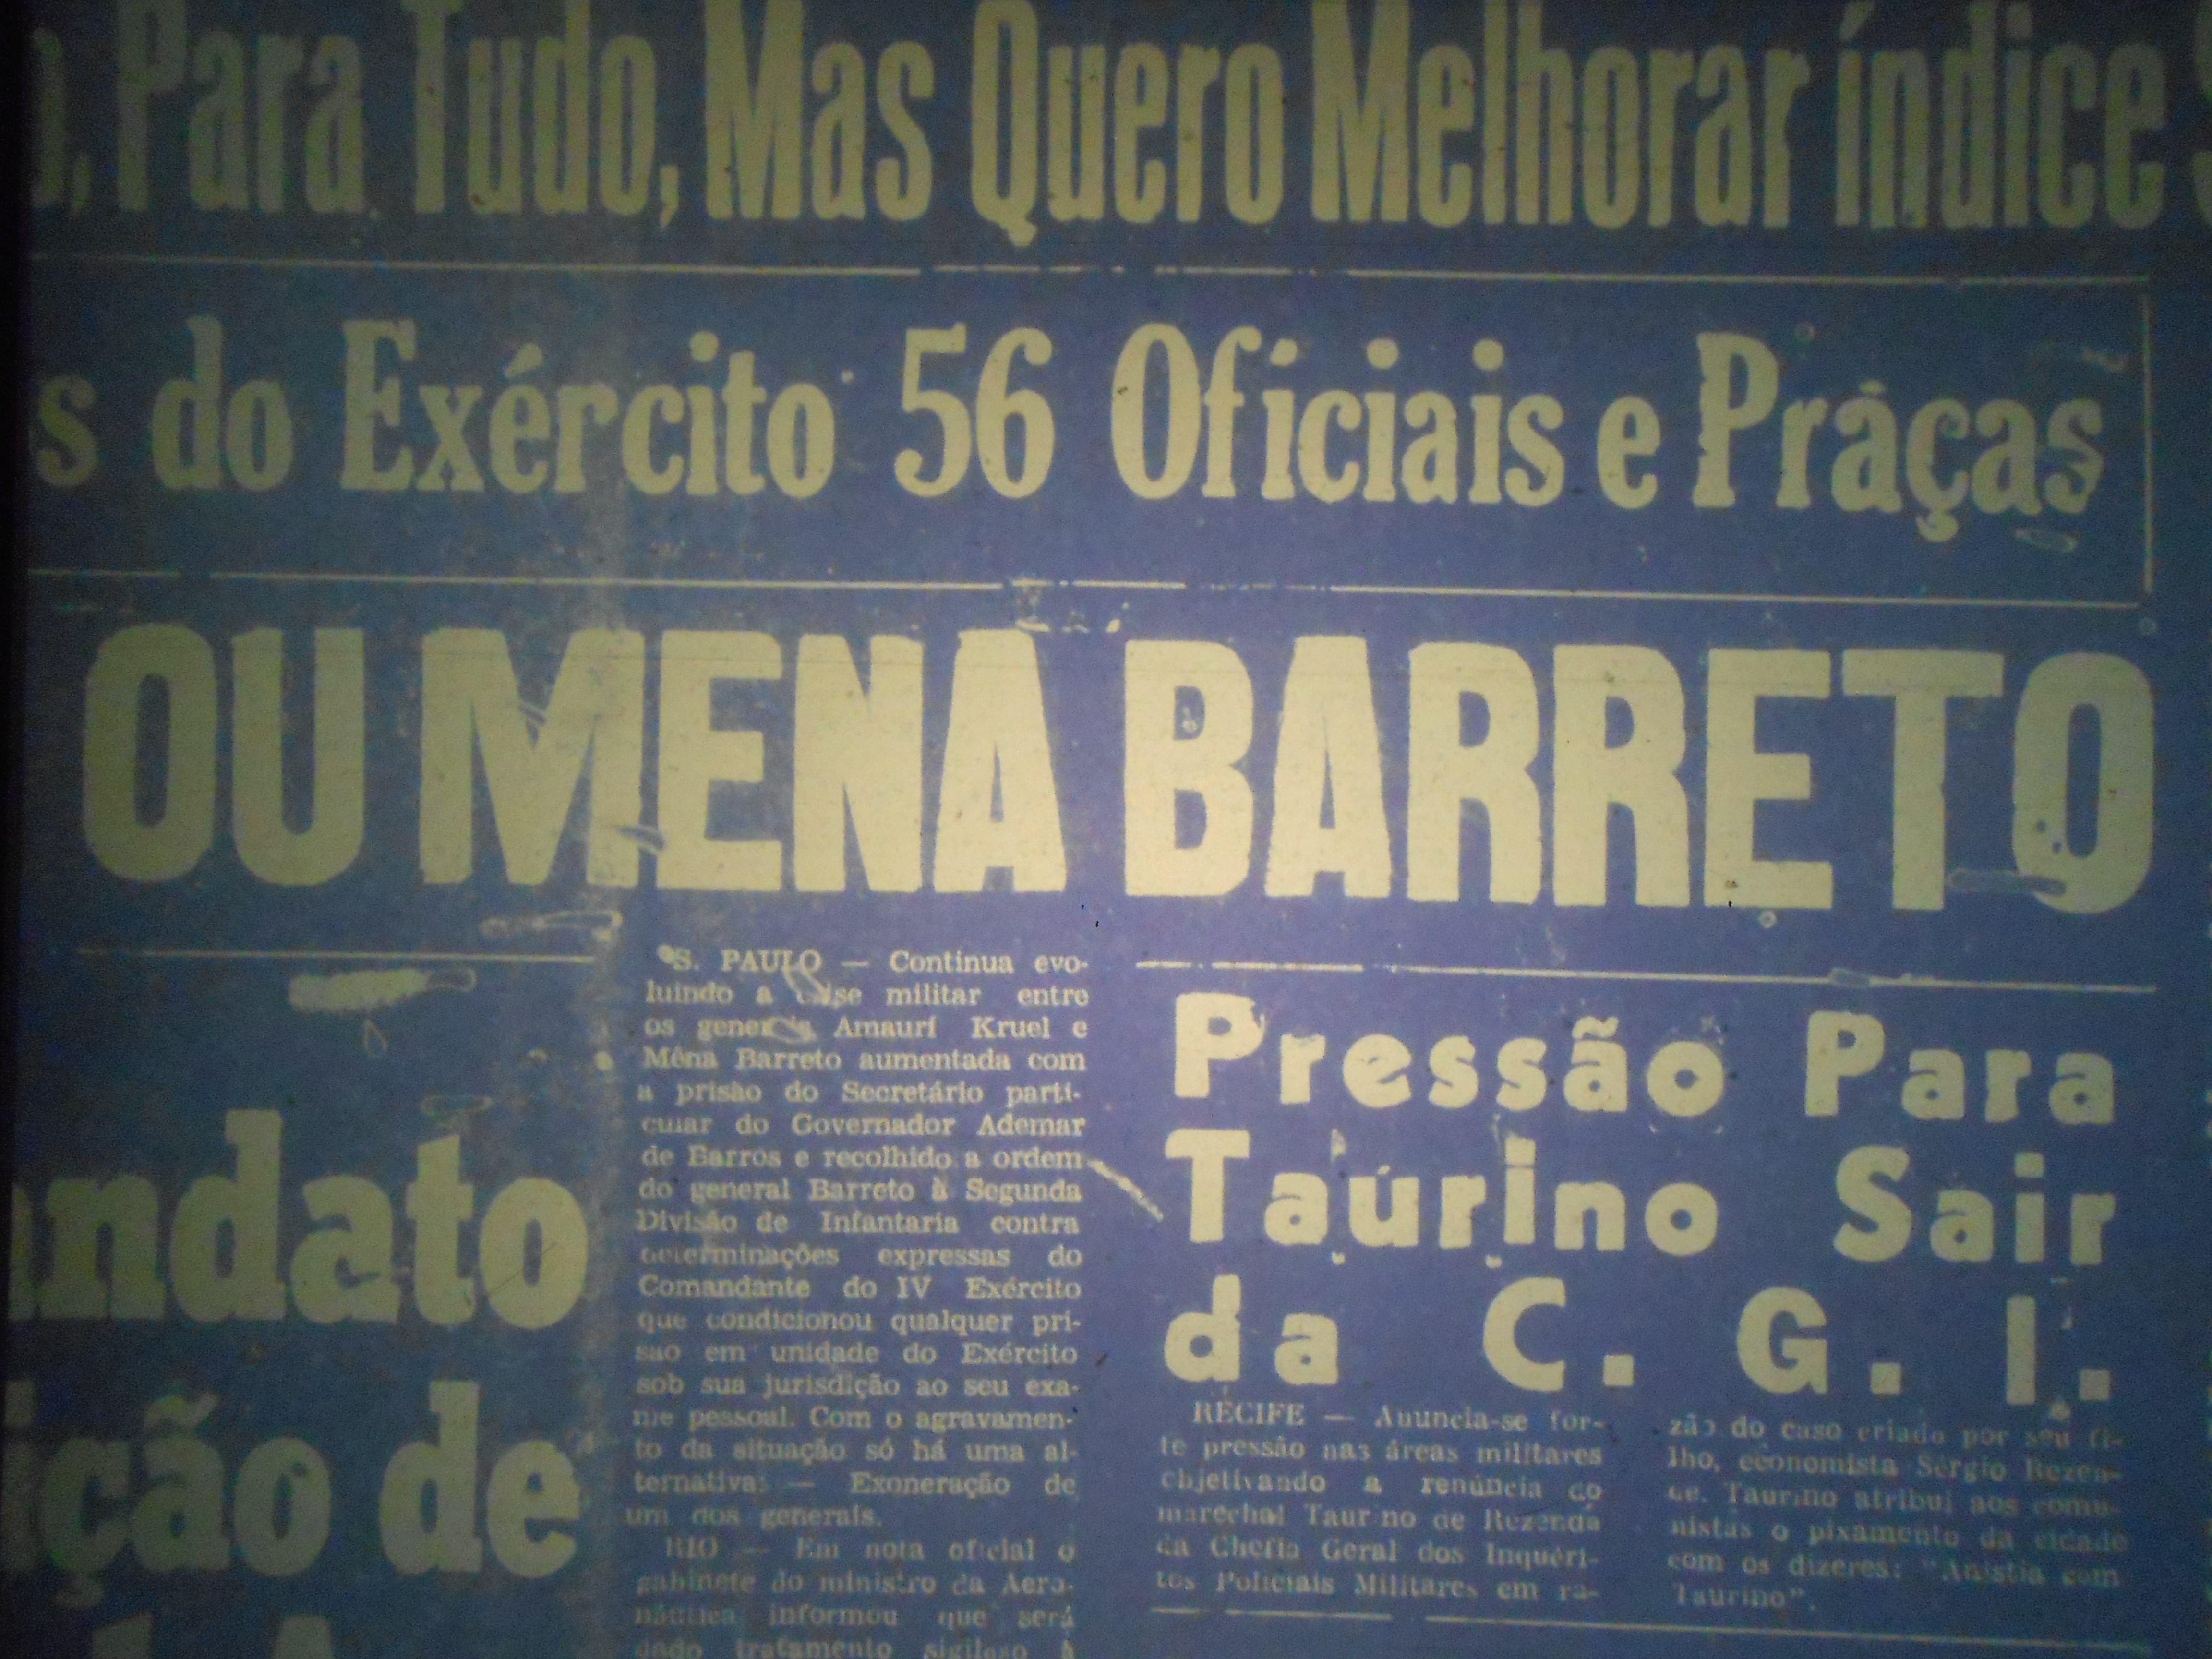 , Para Tudo, Mas Quero Melhorar índice
s do Exército 56 Oficiais e Práças
OU MENA BARRETO
andato
ição de
S. PAULO — Continua evo-
luindo a crise militar entre
os generais Amaurí Kruel e
Mêna Barreto aumentada com
a prisão do Secretário parti-
cular do Governador Ademar
de Barros e recolhido a ordem
do general Barreto à Segunda
Divisão de Infantaria contra
determinações expressas do
Comandante do IV Exército
que condicionou qualquer pri-
são em unidade do Exército
sob sua jurisdição ao seu exa-
me pessoal. Com o agravamen-
to da situação só há uma al-
ternativa: — Exoneração de
um dos generais.
RIO — Em nota oficial o
gabinete do ministro da Aero-
náutica informou que será
dado tratamento sigiloso à
Pressão Para
Taurino Sair
da C. G. I.
RECIFE — Anuncia-se for-
te pressão nas áreas militares
objetivando a renúncia do
marechal Taurino de Rezende
da Chefia Geral dos Inquéri-
tos Policiais Militares em ra-
zão do caso criado por seu fi-
lho, economista Sérgio Rezen-
de. Taurino atribui aos comu-
nistas o pixamento da cidade
com os dizeres: "Anistia com
Taurino".